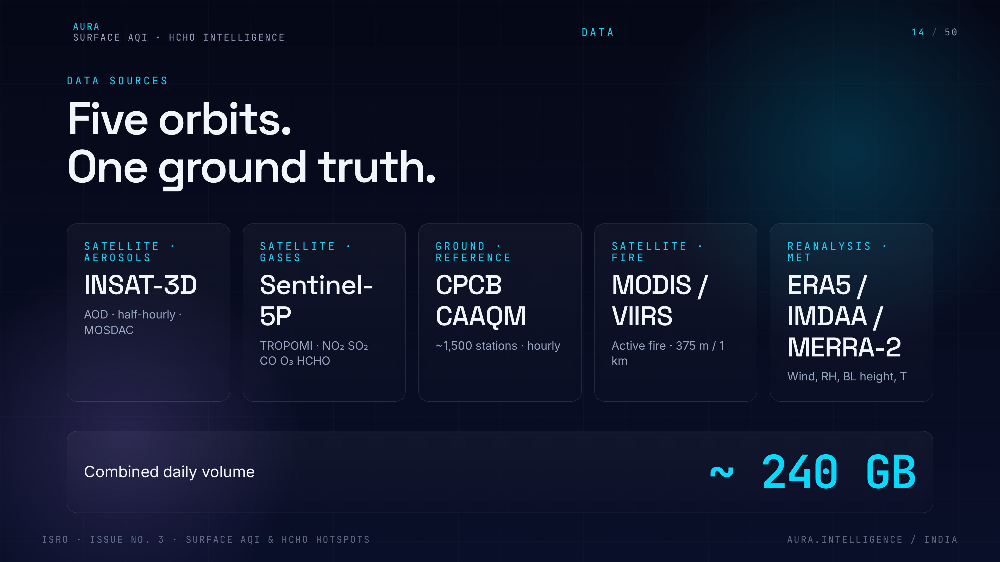 AURA
SURFACE AQI · HCHO INTELLIGENCE
DATA
14 / 50
DATA SOURCES
Five orbits.
One ground truth.
SATELLITE ·
AEROSOLS
INSAT-3D
AOD · half-hourly ·
MOSDAC
SATELLITE ·
GASES
Sentinel-
5P
TROPOMI · NO₂ SO₂
CO O₃ HCHO
GROUND ·
REFERENCE
CPCB
CAAQM
~1,500 stations · hourly
SATELLITE ·
FIRE
MODIS /
VIIRS
Active fire · 375 m / 1
km
REANALYSIS ·
MET
ERA5 /
IMDAA /
MERRA-2
Wind, RH, BL height, T
Combined daily volume
~ 240 GB
ISRO · ISSUE NO. 3 · SURFACE AQI & HCHO HOTSPOTS
AURA.INTELLIGENCE / INDIA